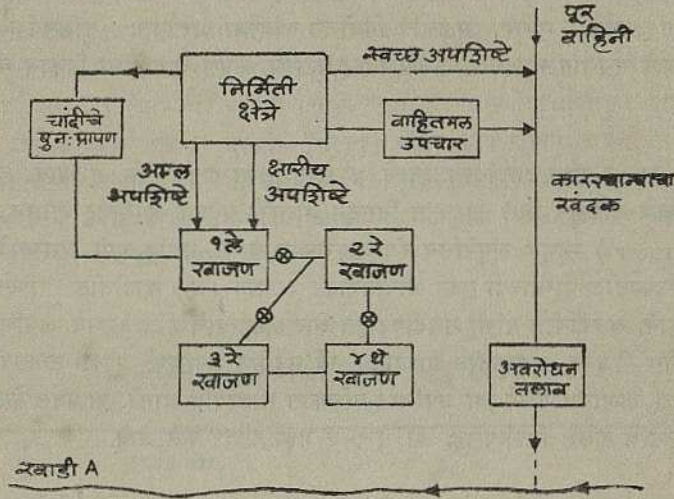 पूर
वाहिनी
स्वच्छ अपशिष्टे
निर्मिती
क्षेत्रे
चांदीचे
पुन:प्रापण
वाहितमल
उपचार
अम्ल
अपशिष्टे
क्षारीय
अपशिष्टे
कारखान्याचा
खंदक
१ले
खाजण
२रे
खाजण
३रे
खाजण
४थे
खाजण
अवरोधन
तलाव
खाडी A